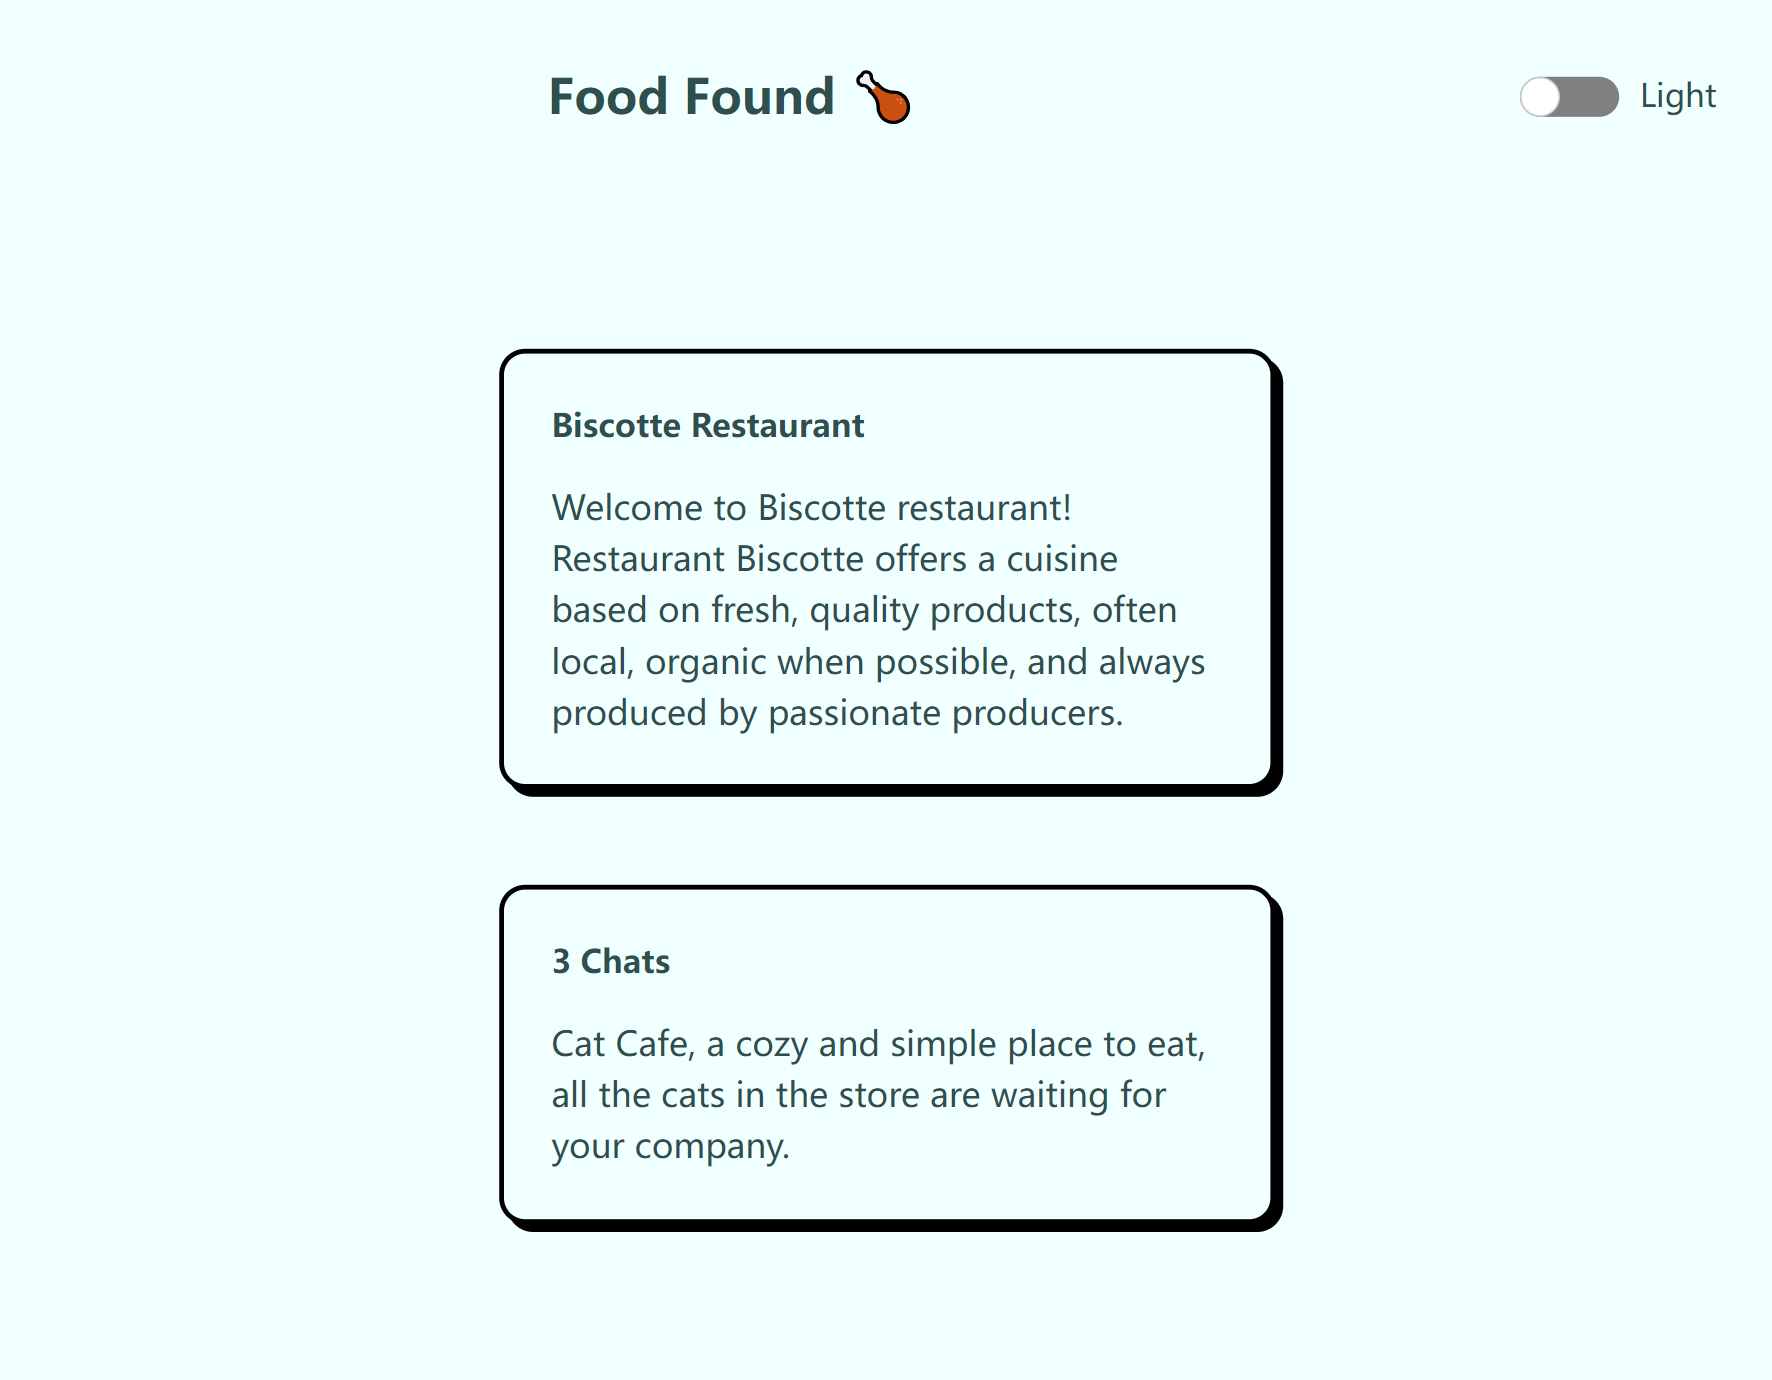 Food Found 🍗
Light
Biscotte Restaurant
Welcome to Biscotte restaurant!
Restaurant Biscotte offers a cuisine
based on fresh, quality products, often
local, organic when possible, and always
produced by passionate producers.
3 Chats
Cat Cafe, a cozy and simple place to eat,
all the cats in the store are waiting for
your company.